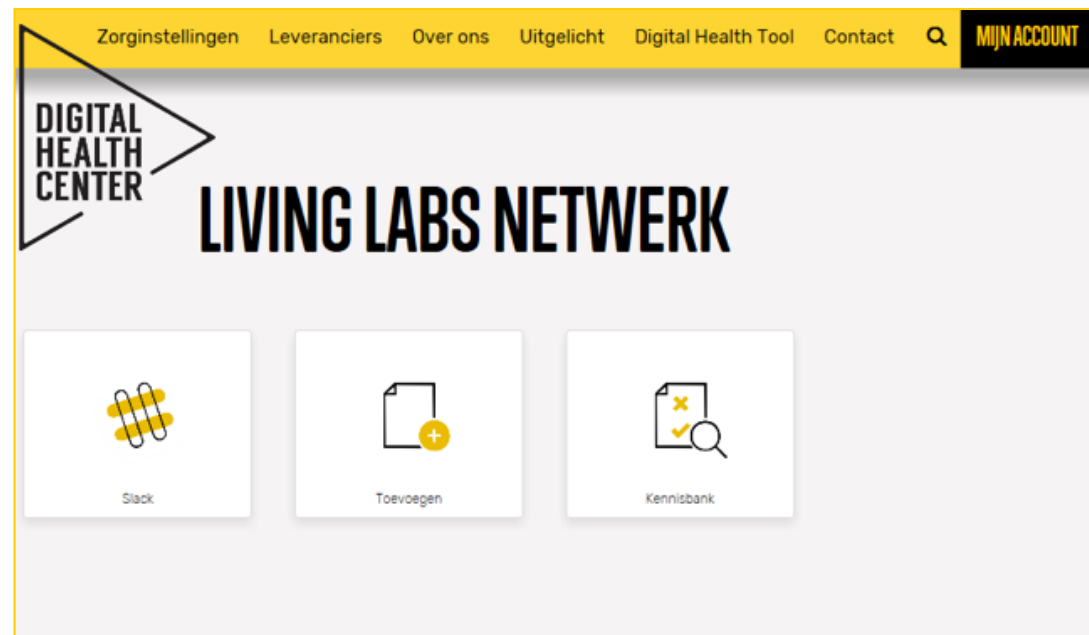 Zorginstellingen Leveranciers Over ons Uitgelicht Digital Health Tool Contact MIJN ACCOUNT
DIGITAL
HEALTH
CENTER
LIVING LABS NETWERK
Slack Toevoegen Kennisbank